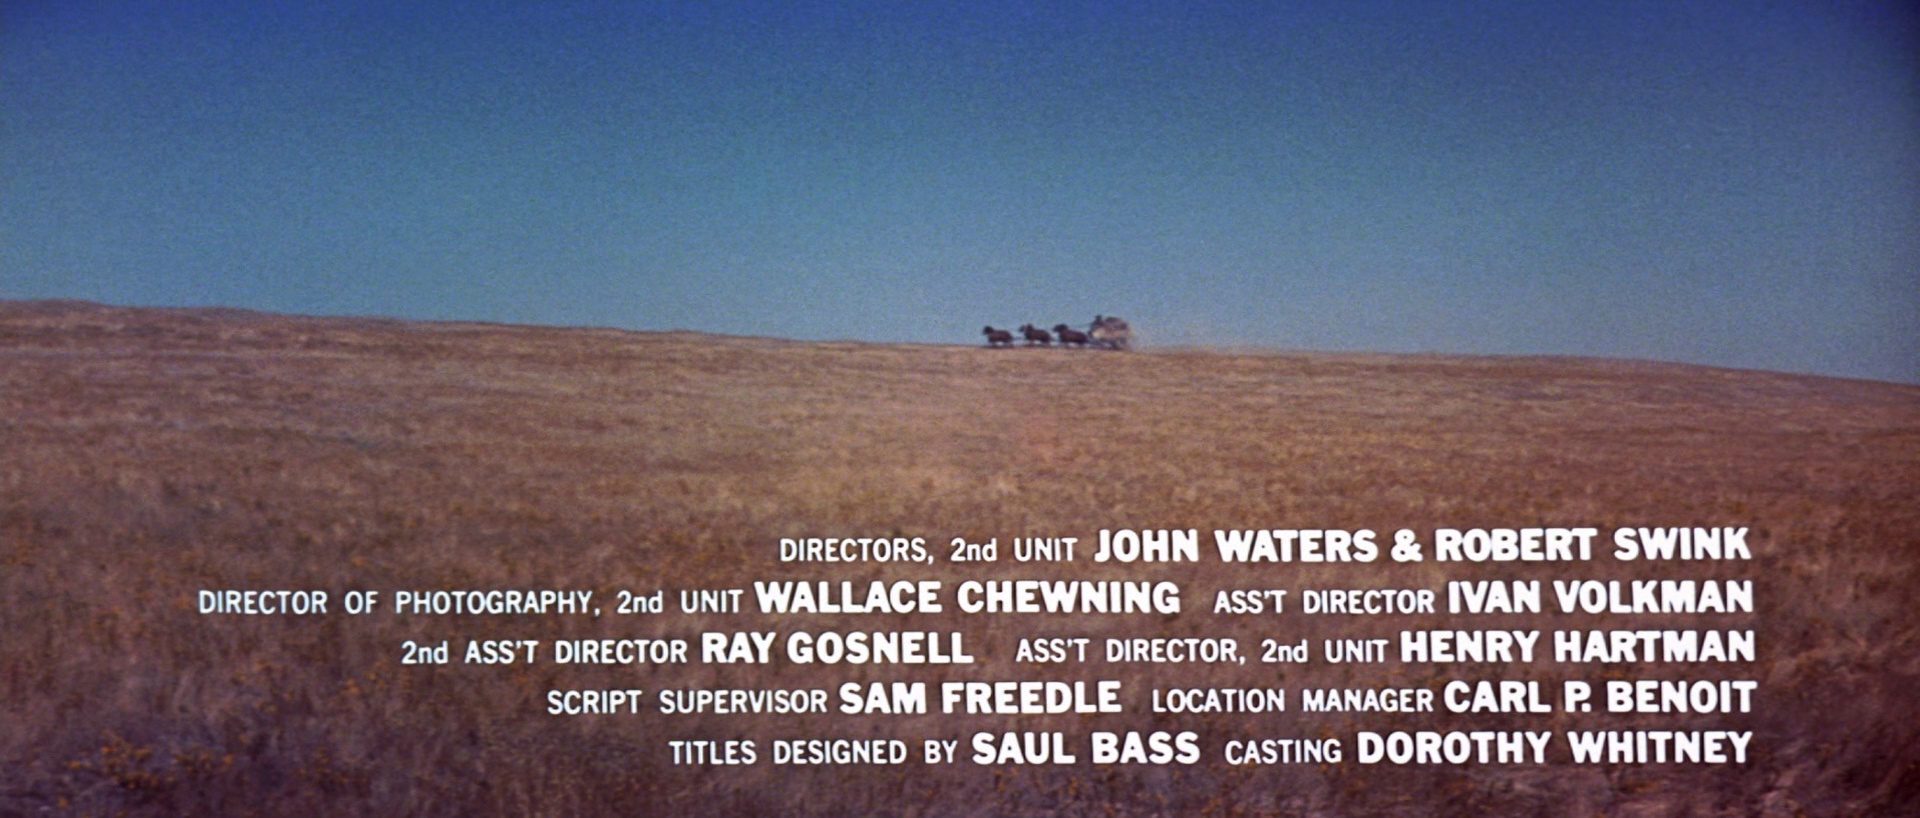 DIRECTORS, 2nd UNIT JOHN WATERS & ROBERT SWINK
DIRECTOR OF PHOTOGRAPHY, 2nd UNIT WALLACE CHEWNING ASS'T DIRECTOR IVAN VOLKMAN
2nd ASS'T DIRECTOR RAY GOSNELL ASS'T DIRECTOR, 2nd UNIT HENRY HARTMAN
SCRIPT SUPERVISOR SAM FREEDLE LOCATION MANAGER CARL P. BENOIT
TITLES DESIGNED BY SAUL BASS CASTING DOROTHY WHITNEY